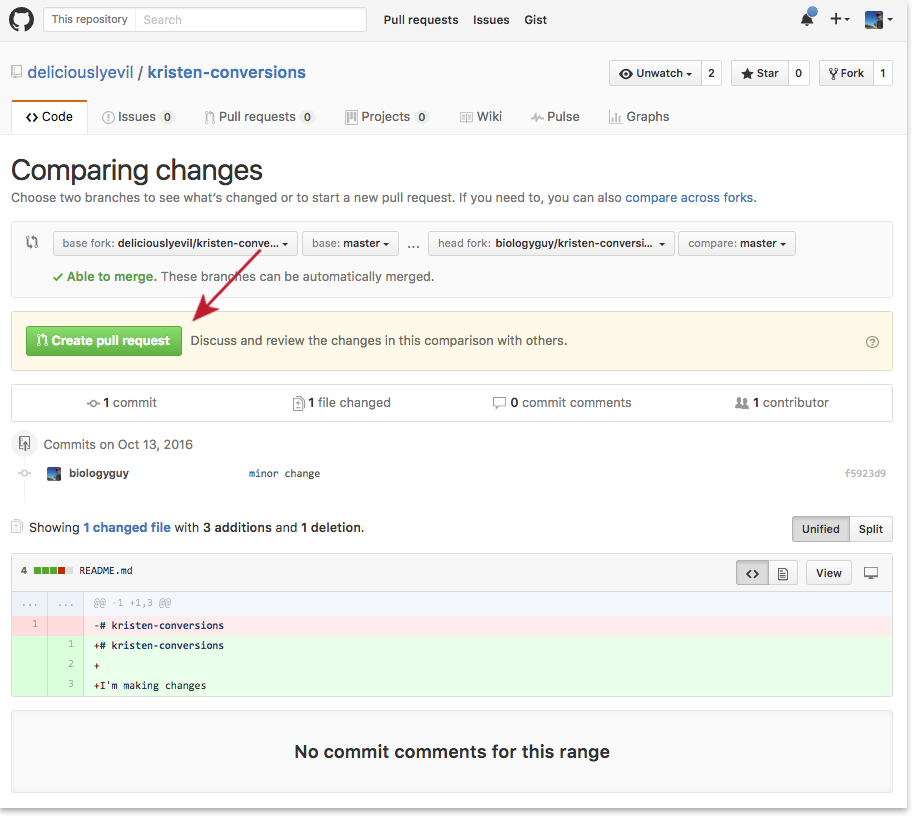 This repository Search Pull requests Issues Gist
deliciouslyevil / kristen-conversions Unwatch 2 Star 0 Fork 1
Code Issues 0 Pull requests 0 Projects 0 Wiki Pulse Graphs
Comparing changes
Choose two branches to see what's changed or to start a new pull request. If you need to, you can also compare across forks.
base fork: deliciouslyevil/kristen-conve... base: master ... head fork: biologyguy/kristen-conversi... compare: master
Able to merge. These branches can be automatically merged.
Create pull request Discuss and review the changes in this comparison with others.
1 commit 1 file changed 0 commit comments 1 contributor
Commits on Oct 13, 2016
biologyguy minor change f5923d9
Showing 1 changed file with 3 additions and 1 deletion. Unified Split
4 README.md View
... ... @@ -1 +1,3 @@
1 -# kristen-conversions
1 +# kristen-conversions
2 +
3 +I'm making changes
No commit comments for this range